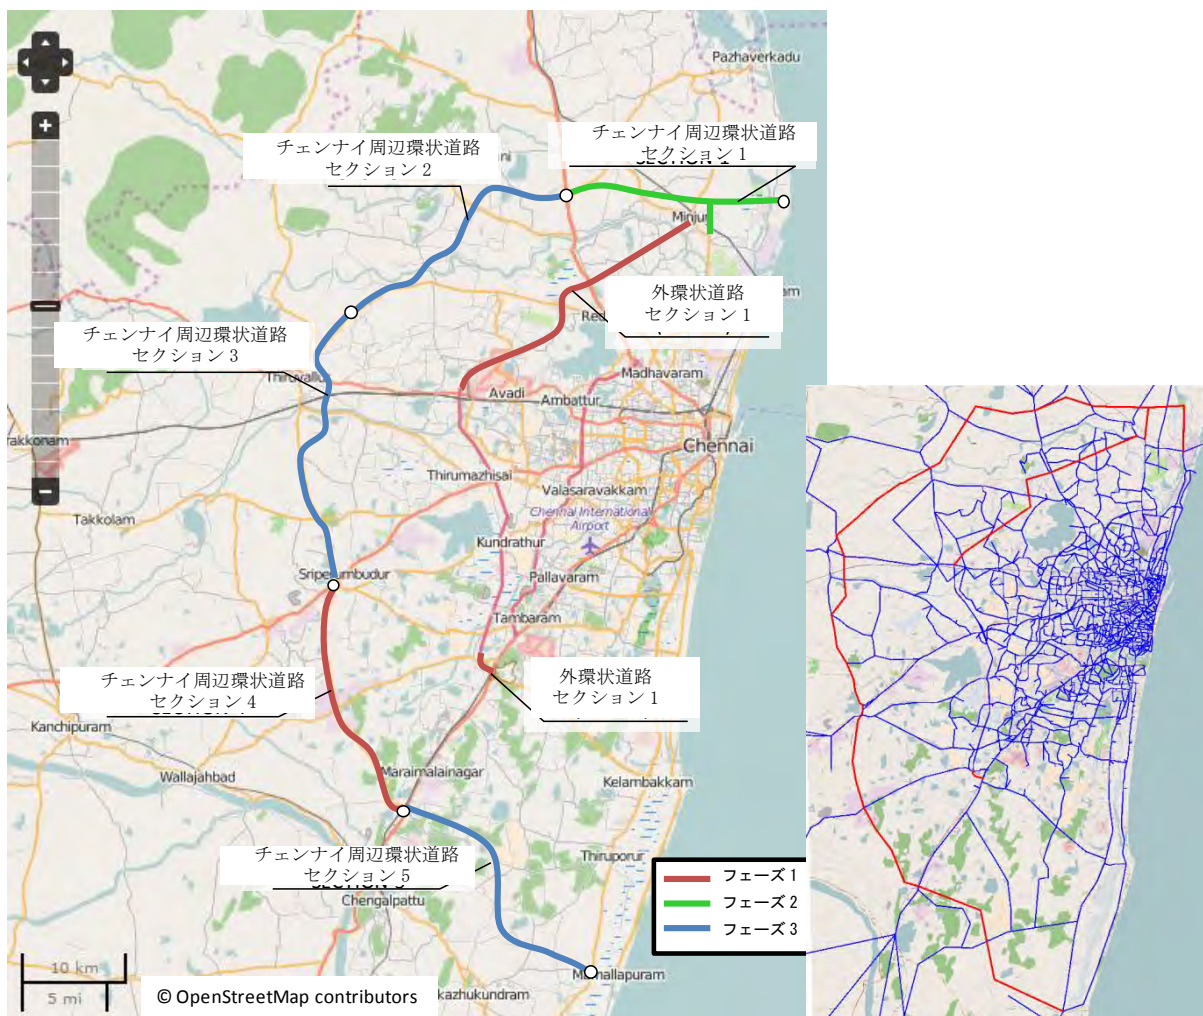 Pazhaverkadu
チェンナイ周辺環状道路
セクション 1
チェンナイ周辺環状道路
セクション 2
Minjur
外環状道路
セクション 1
チェンナイ周辺環状道路
セクション 3
Madhavaram
Avadi
Ambattur
Chennai
Thirumazhisai
Valasaravakkam
Chennai International
Airport
Takkolam
Kundrathur
Pallavaram
Sriperumbudur
Tambaram
チェンナイ周辺環状道路
セクション 4
外環状道路
セクション 1
Kanchipuram
Wallajahbad
Maraimalainagar
Kelambakkam
チェンナイ周辺環状道路
セクション 5
Thiruporur
Chengalpattu
フェーズ 1
フェーズ 2
フェーズ 3
10 km
5 mi
© OpenStreetMap contributors
kazhukundram